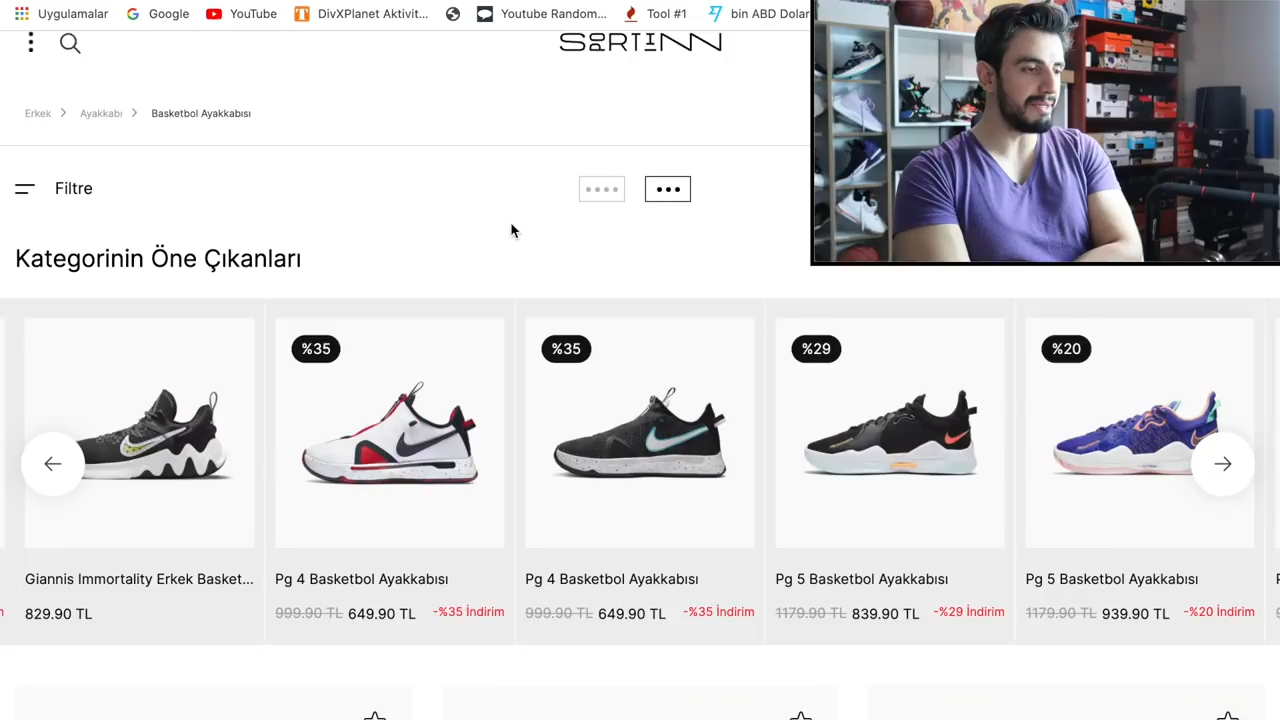 Uygulamalar
Google
YouTube
DivXPlanet Aktivit...
Youtube Random...
Tool #1
bin ABD Dolar
Erkek
Ayakkabı
Basketbol Ayakkabısı
Filtre
Kategorinin Öne Çıkanları
%35
%35
%29
%20
Giannis Immortality Erkek Basket...
829.90 TL
Pg 4 Basketbol Ayakkabısı
999.90 TL 649.90 TL -%35 İndirim
Pg 4 Basketbol Ayakkabısı
999.90 TL 649.90 TL -%35 İndirim
Pg 5 Basketbol Ayakkabısı
1179.90 TL 839.90 TL -%29 İndirim
Pg 5 Basketbol Ayakkabısı
1179.90 TL 939.90 TL -%20 İndirim